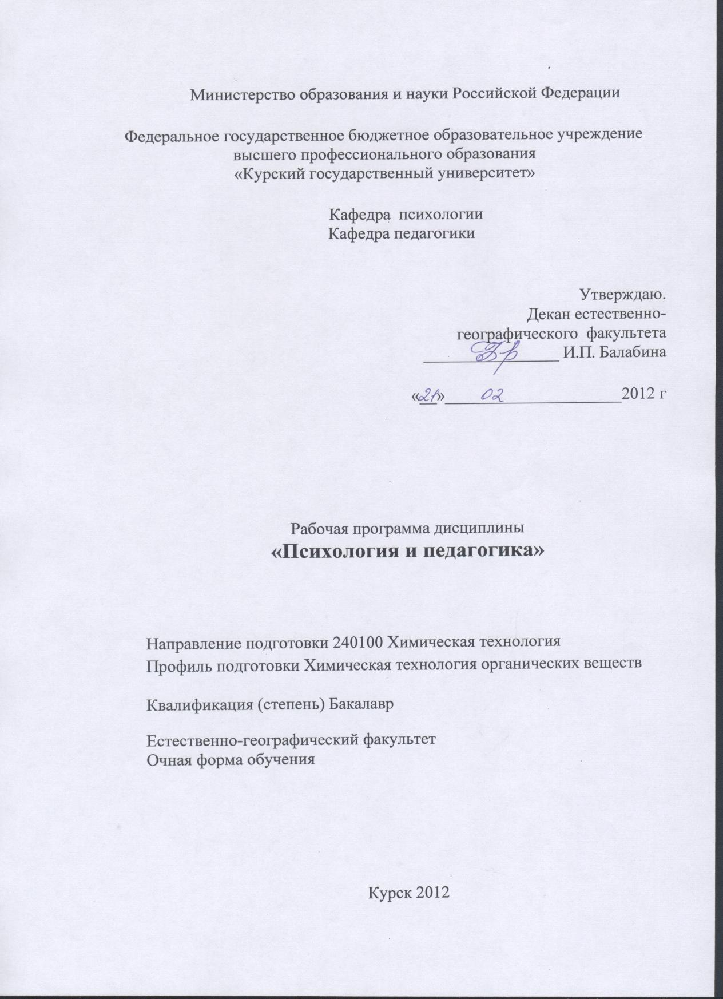 Министерство образования и науки Российской Федерации
Федеральное государственное бюджетное образовательное учреждение
высшего профессионального образования
«Курский государственный университет»
Кафедра психологии
Кафедра педагогики
Утверждаю.
Декан естественно-
географического факультета
И.П. Балабина
«21» 02 2012 г
Рабочая программа дисциплины
«Психология и педагогика»
Направление подготовки 240100 Химическая технология
Профиль подготовки Химическая технология органических веществ
Квалификация (степень) Бакалавр
Естественно-географический факультет
Очная форма обучения
Курск 2012